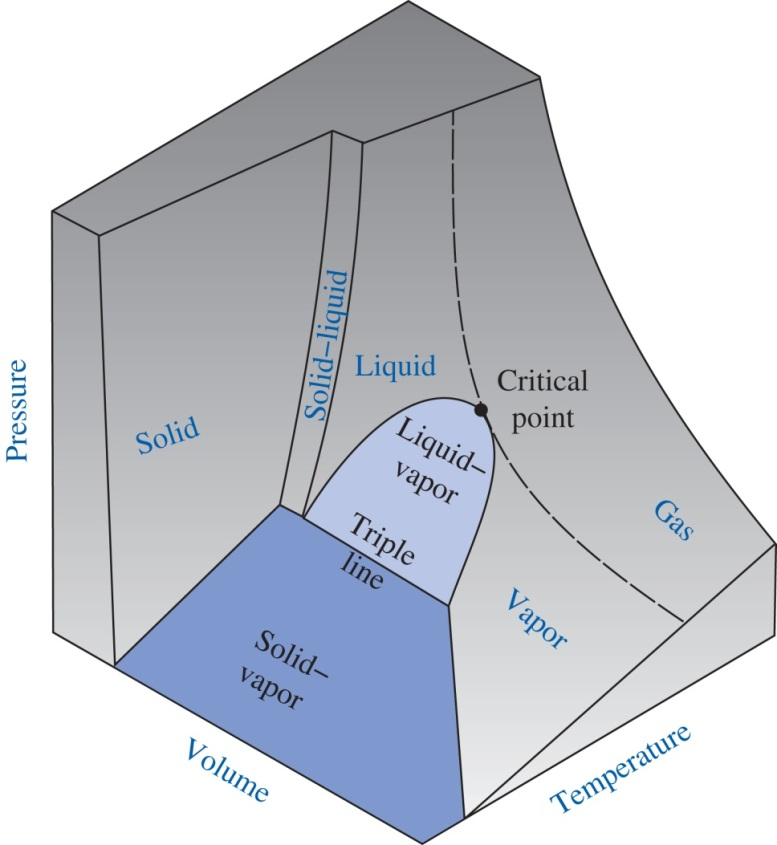 Pressure
Solid
Solid–liquid
Liquid
Critical
point
Liquid–
vapor
Triple
line
Gas
Vapor
Solid–
vapor
Volume
Temperature